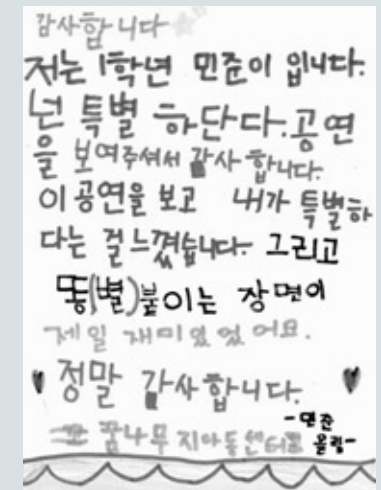 감사합니다
저는 1학년 민준이 입니다.
넌 특별 하단다. 공연
을 보여주셔서 감사 합니다.
이 공연을 보고 내가 특별하
다는 걸 느꼈습니다. 그리고
똥(별)붙이는 장면이
제일 재미있었 어요.
정말 감사합니다.
-민준
꿈나무 지아동센터 올림-